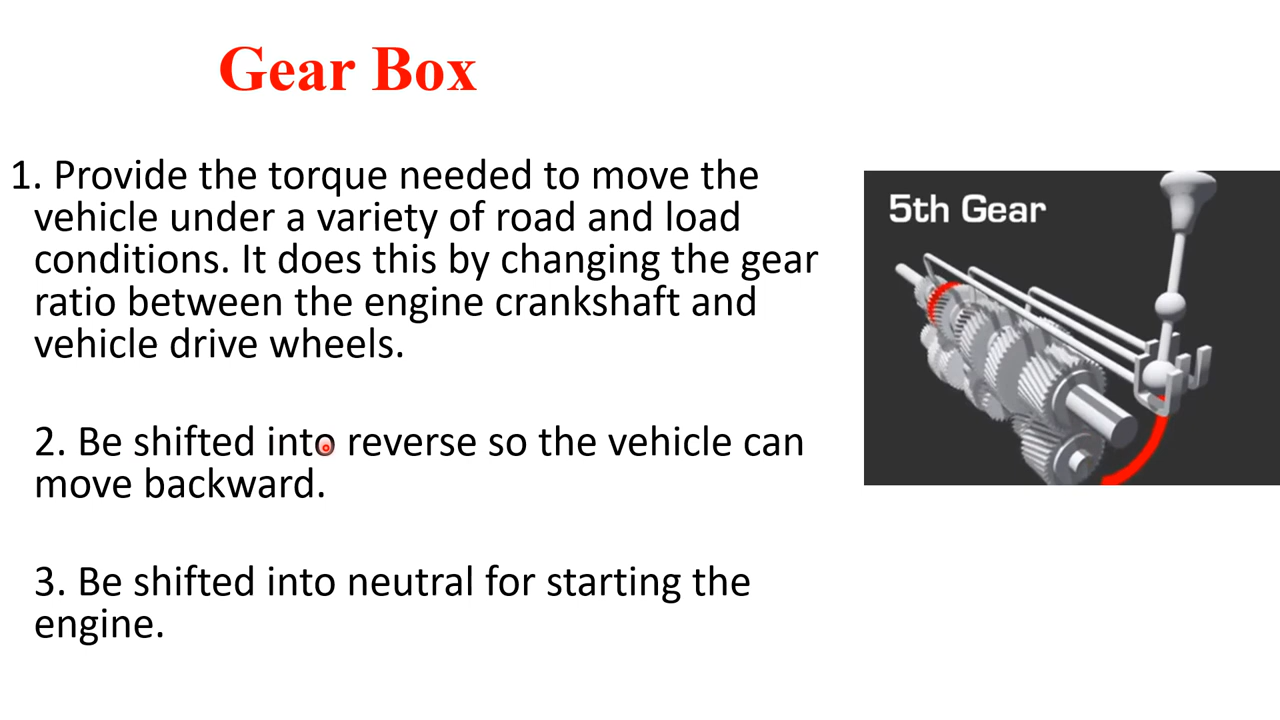 Gear Box
1. Provide the torque needed to move the
vehicle under a variety of road and load
conditions. It does this by changing the gear
ratio between the engine crankshaft and
vehicle drive wheels.
2. Be shifted into reverse so the vehicle can
move backward.
3. Be shifted into neutral for starting the
engine.
5th Gear